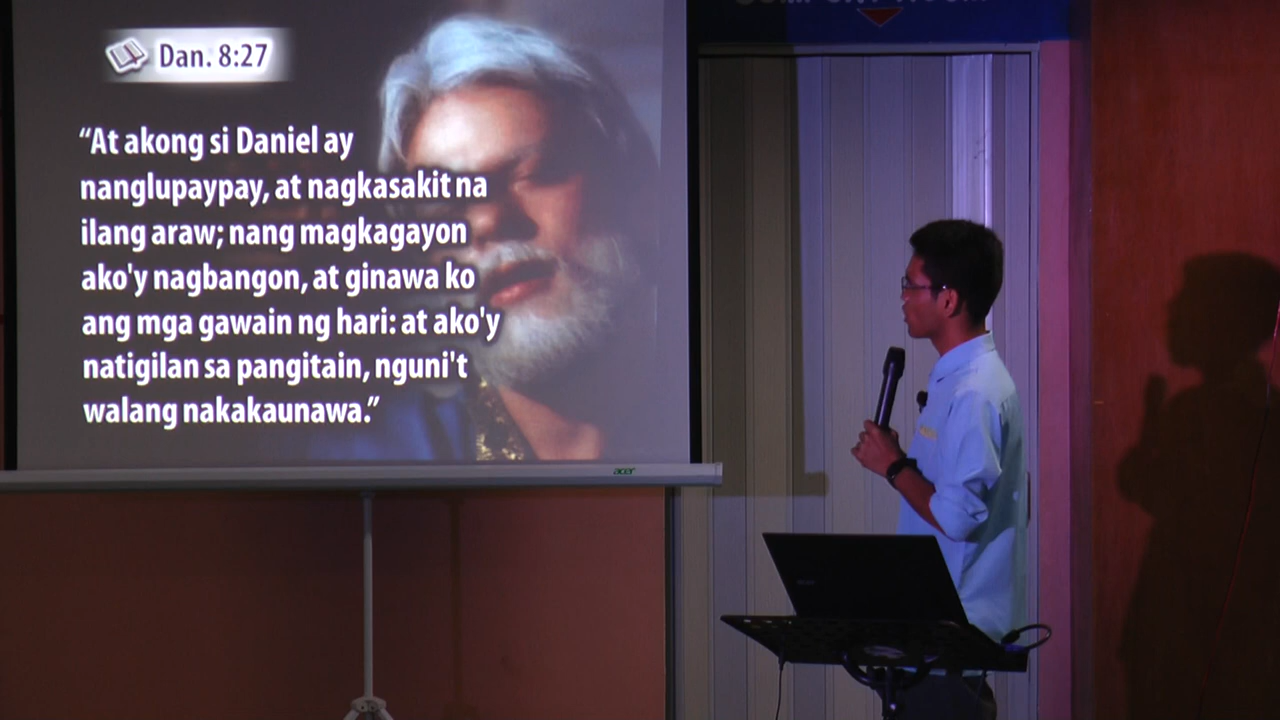 Dan. 8:27
“At akong si Daniel ay
nanglupaypay, at nagkasakit na
ilang araw; nang magkagayon
ako'y nagbangon, at ginawa ko
ang mga gawain ng hari: at ako'y
natigilan sa pangitain, nguni't
walang nakakaunawa.”
acer